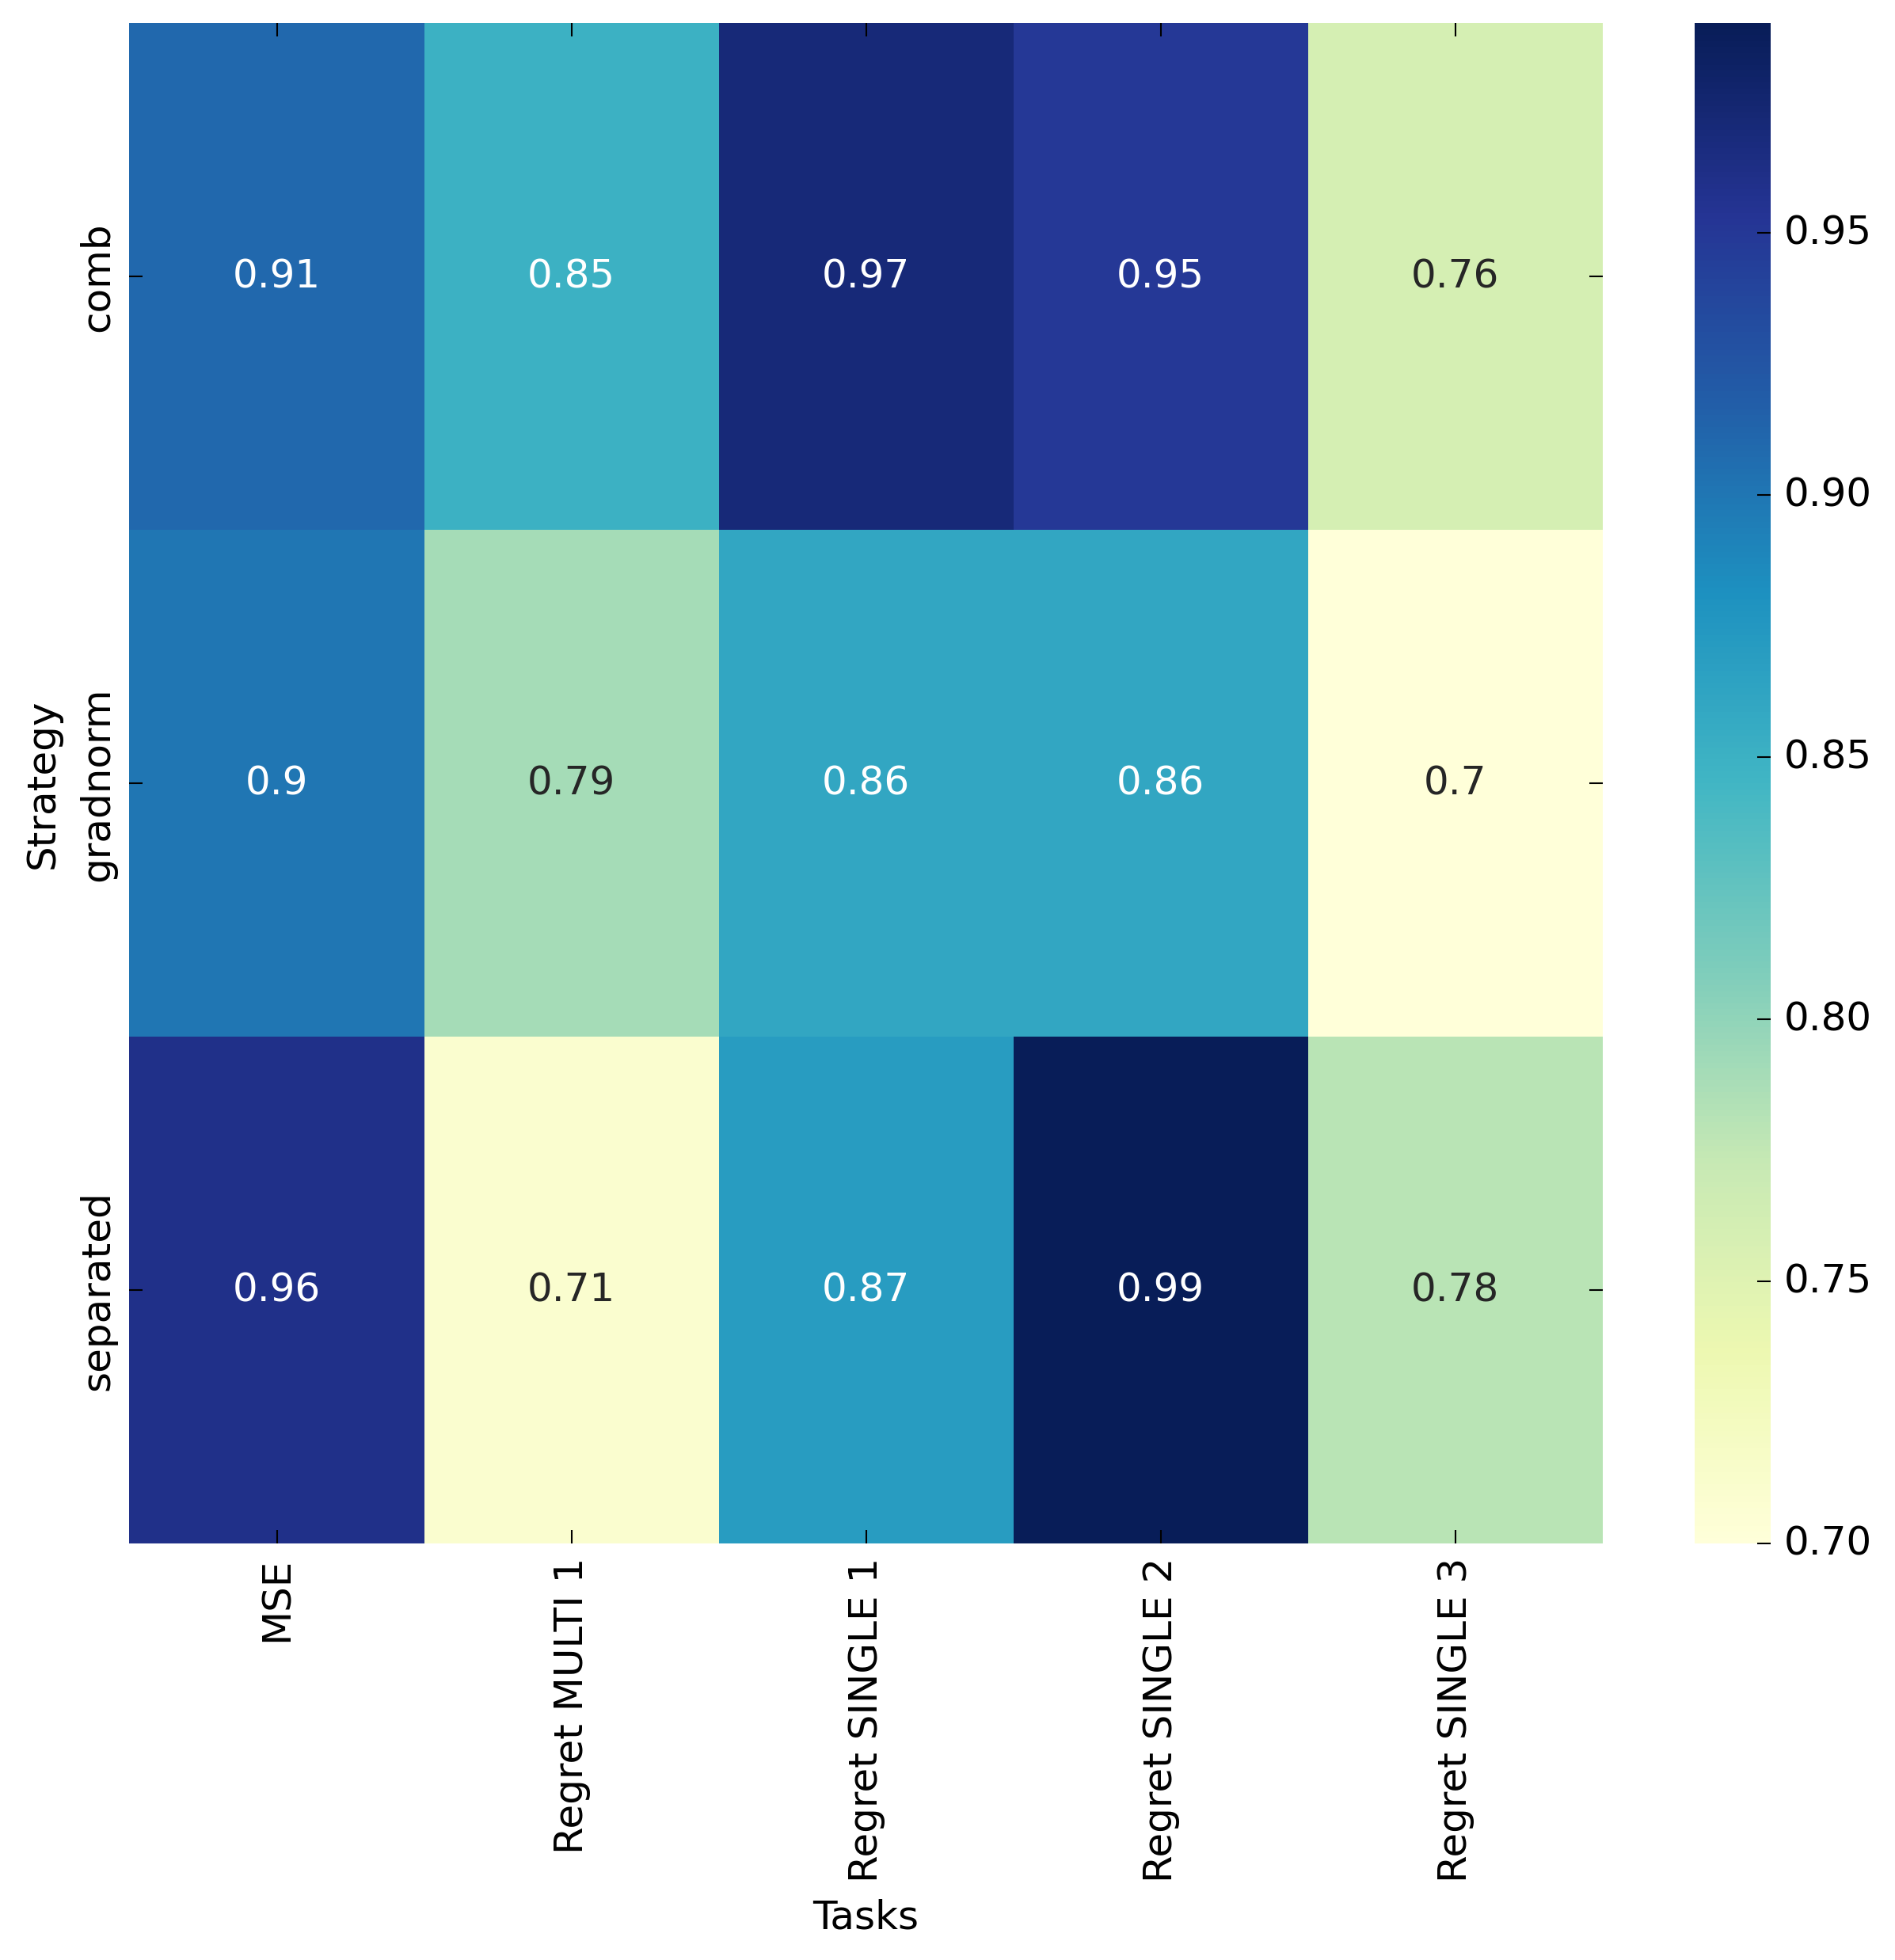 Strategy
comb
0.91 0.85 0.97 0.95 0.76
gradnorm
0.9 0.79 0.86 0.86 0.7
separated
0.96 0.71 0.87 0.99 0.78
MSE
Regret MULTI 1
Regret SINGLE 1
Regret SINGLE 2
Regret SINGLE 3
Tasks
0.95
0.90
0.85
0.80
0.75
0.70